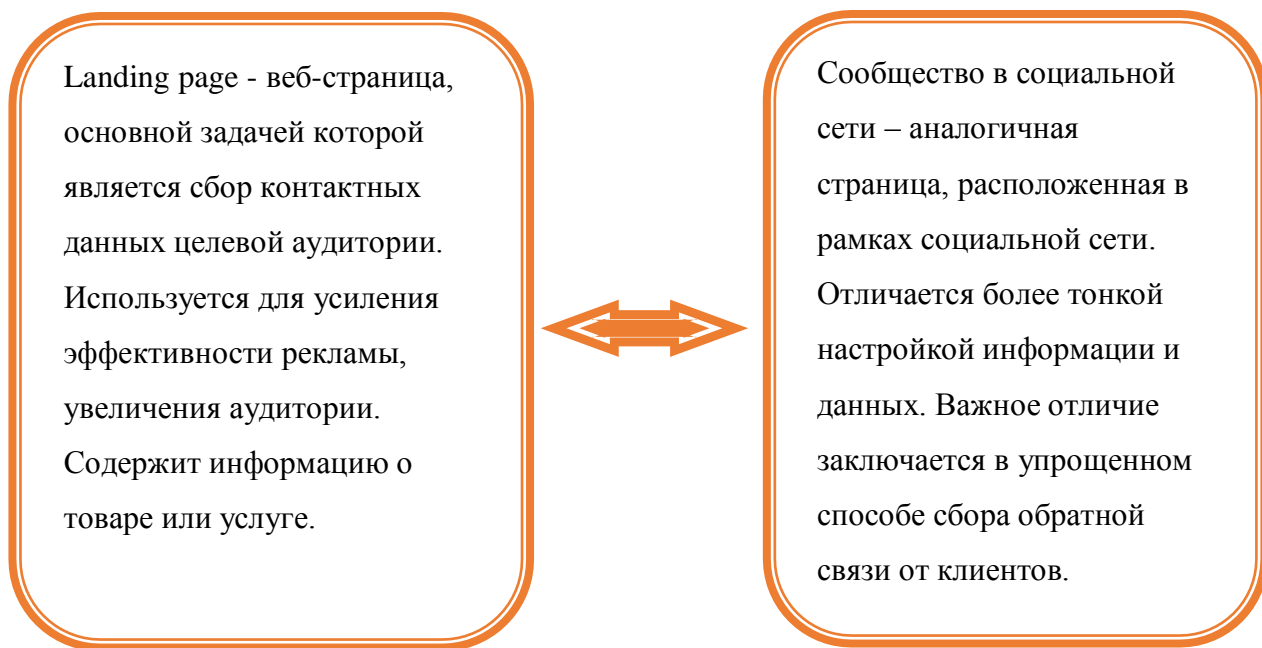 Landing page - веб-страница,
основной задачей которой
является сбор контактных
данных целевой аудитории.
Используется для усиления
эффективности рекламы,
увеличения аудитории.
Содержит информацию о
товаре или услуге.
Сообщество в социальной
сети – аналогичная
страница, расположенная в
рамках социальной сети.
Отличается более тонкой
настройкой информации и
данных. Важное отличие
заключается в упрощенном
способе сбора обратной
связи от клиентов.